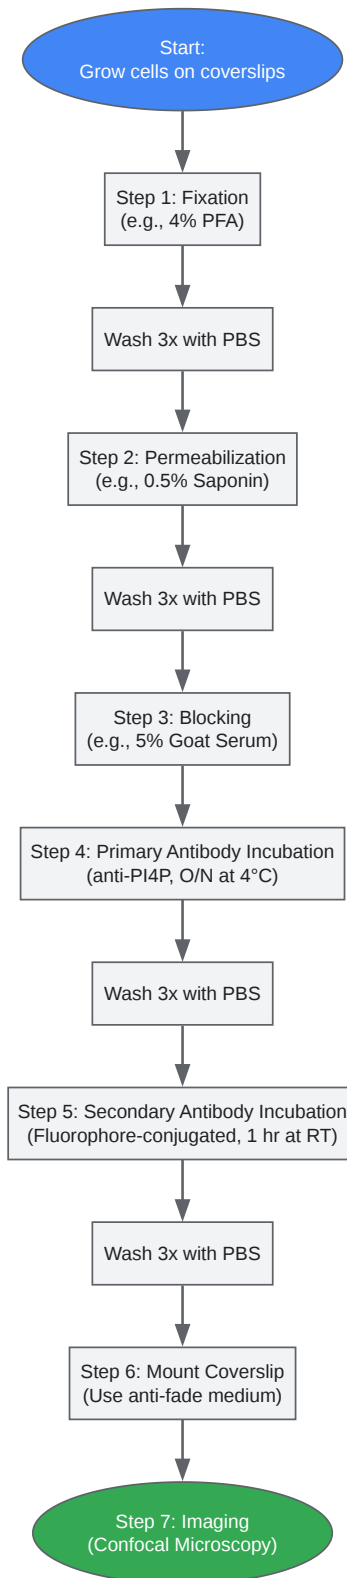 Start:
Grow cells on coverslips
Step 1: Fixation
(e.g., 4% PFA)
Wash 3x with PBS
Step 2: Permeabilization
(e.g., 0.5% Saponin)
Wash 3x with PBS
Step 3: Blocking
(e.g., 5% Goat Serum)
Step 4: Primary Antibody Incubation
(anti-PI4P, O/N at 4°C)
Wash 3x with PBS
Step 5: Secondary Antibody Incubation
(Fluorophore-conjugated, 1 hr at RT)
Wash 3x with PBS
Step 6: Mount Coverslip
(Use anti-fade medium)
Step 7: Imaging
(Confocal Microscopy)